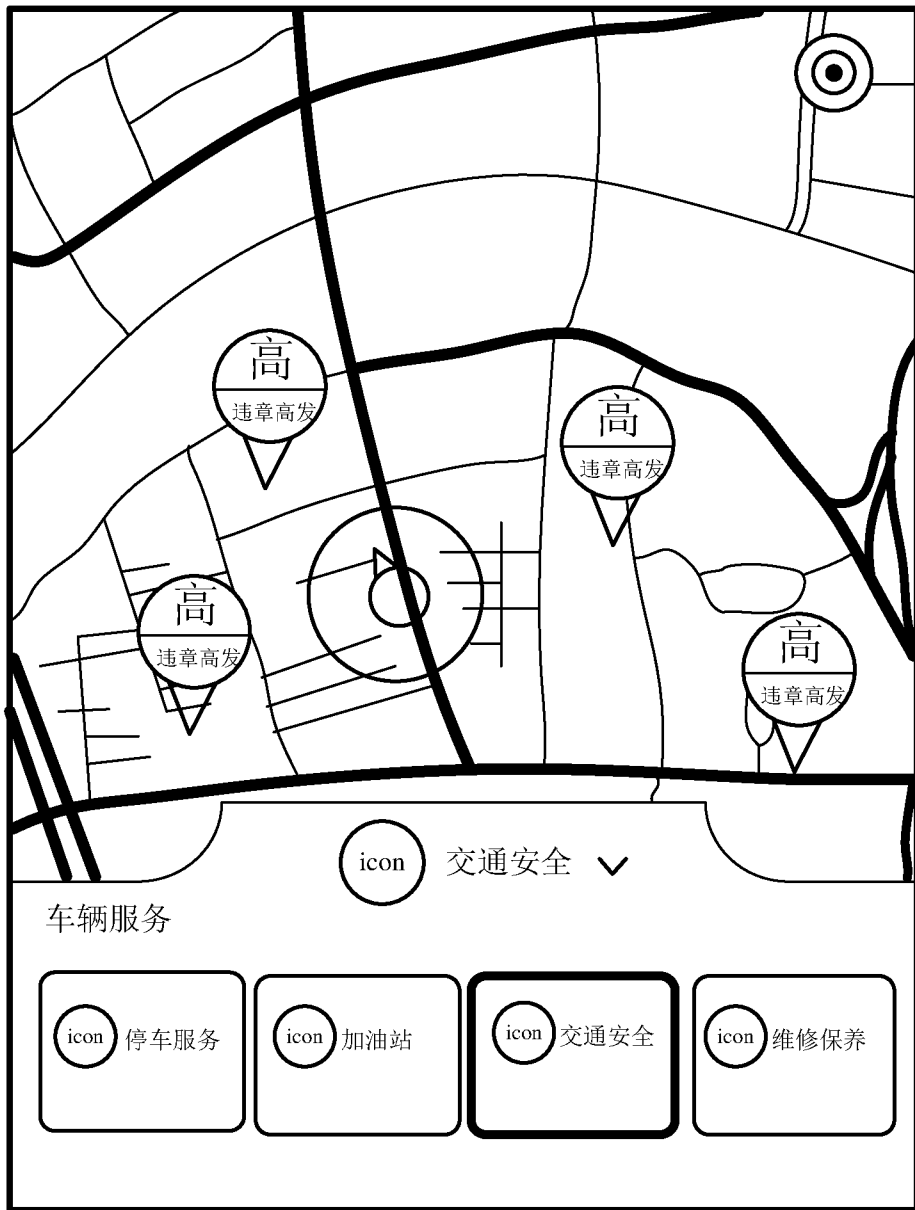 高
违章高发
高
违章高发
高
违章高发
高
违章高发
icon 交通安全
车辆服务
icon 停车服务
icon 加油站
icon 交通安全
icon 维修保养